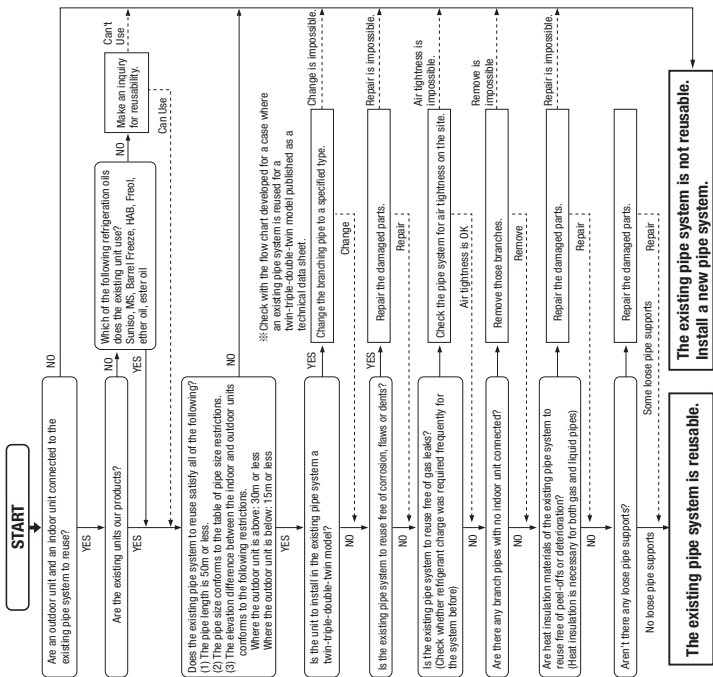 START
Are an outdoor unit and an indoor unit connected to the
existing pipe system to reuse?
NO
YES
Are the existing units our products?
NO
YES
Which of the following refrigeration oils
does the existing unit use?
Suniso, MS, Barrel Freeze, HAB, Freol,
ether oil, ester oil
NO
YES
Make an inquiry
for reusability.
Can't
Use
Can Use
Does the existing pipe system to reuse satisfy all of the following?
(1) The pipe length is 50m or less.
(2) The pipe size conforms to the table of pipe size restrictions.
(3) The elevation difference between the indoor and outdoor units
conforms to the following restrictions.
Where the outdoor unit is above: 30m or less
Where the outdoor unit is below: 15m or less
NO
YES
※Check with the flow chart developed for a case where
an existing pipe system is reused for a
twin-triple-double-twin model published as a
technical data sheet.
Is the unit to install in the existing pipe system a
twin-triple-double-twin model?
YES
Change the branching pipe to a specified type.
Change is impossible.
Change
NO
Is the existing pipe system to reuse free of corrosion, flaws or dents?
YES
Repair the damaged parts.
Repair is impossible.
Repair
NO
Is the existing pipe system to reuse free of gas leaks?
(Check whether refrigerant charge was required frequently for
the system before)
Check the pipe system for air tightness on the site.
Air tightness is
impossible.
Air tightness is OK
NO
Are there any branch pipes with no indoor unit connected?
Remove those branches.
Remove is
impossible
Remove
NO
Are heat insulation materials of the existing pipe system to
reuse free of peel-offs or deterioration?
(Heat insulation is necessary for both gas and liquid pipes)
Repair the damaged parts.
Repair is impossible.
Repair
NO
Aren't there any loose pipe supports?
Repair the damaged parts.
Repair
Some loose pipe supports
No loose pipe supports
The existing pipe system is reusable.
The existing pipe system is not reusable.
Install a new pipe system.